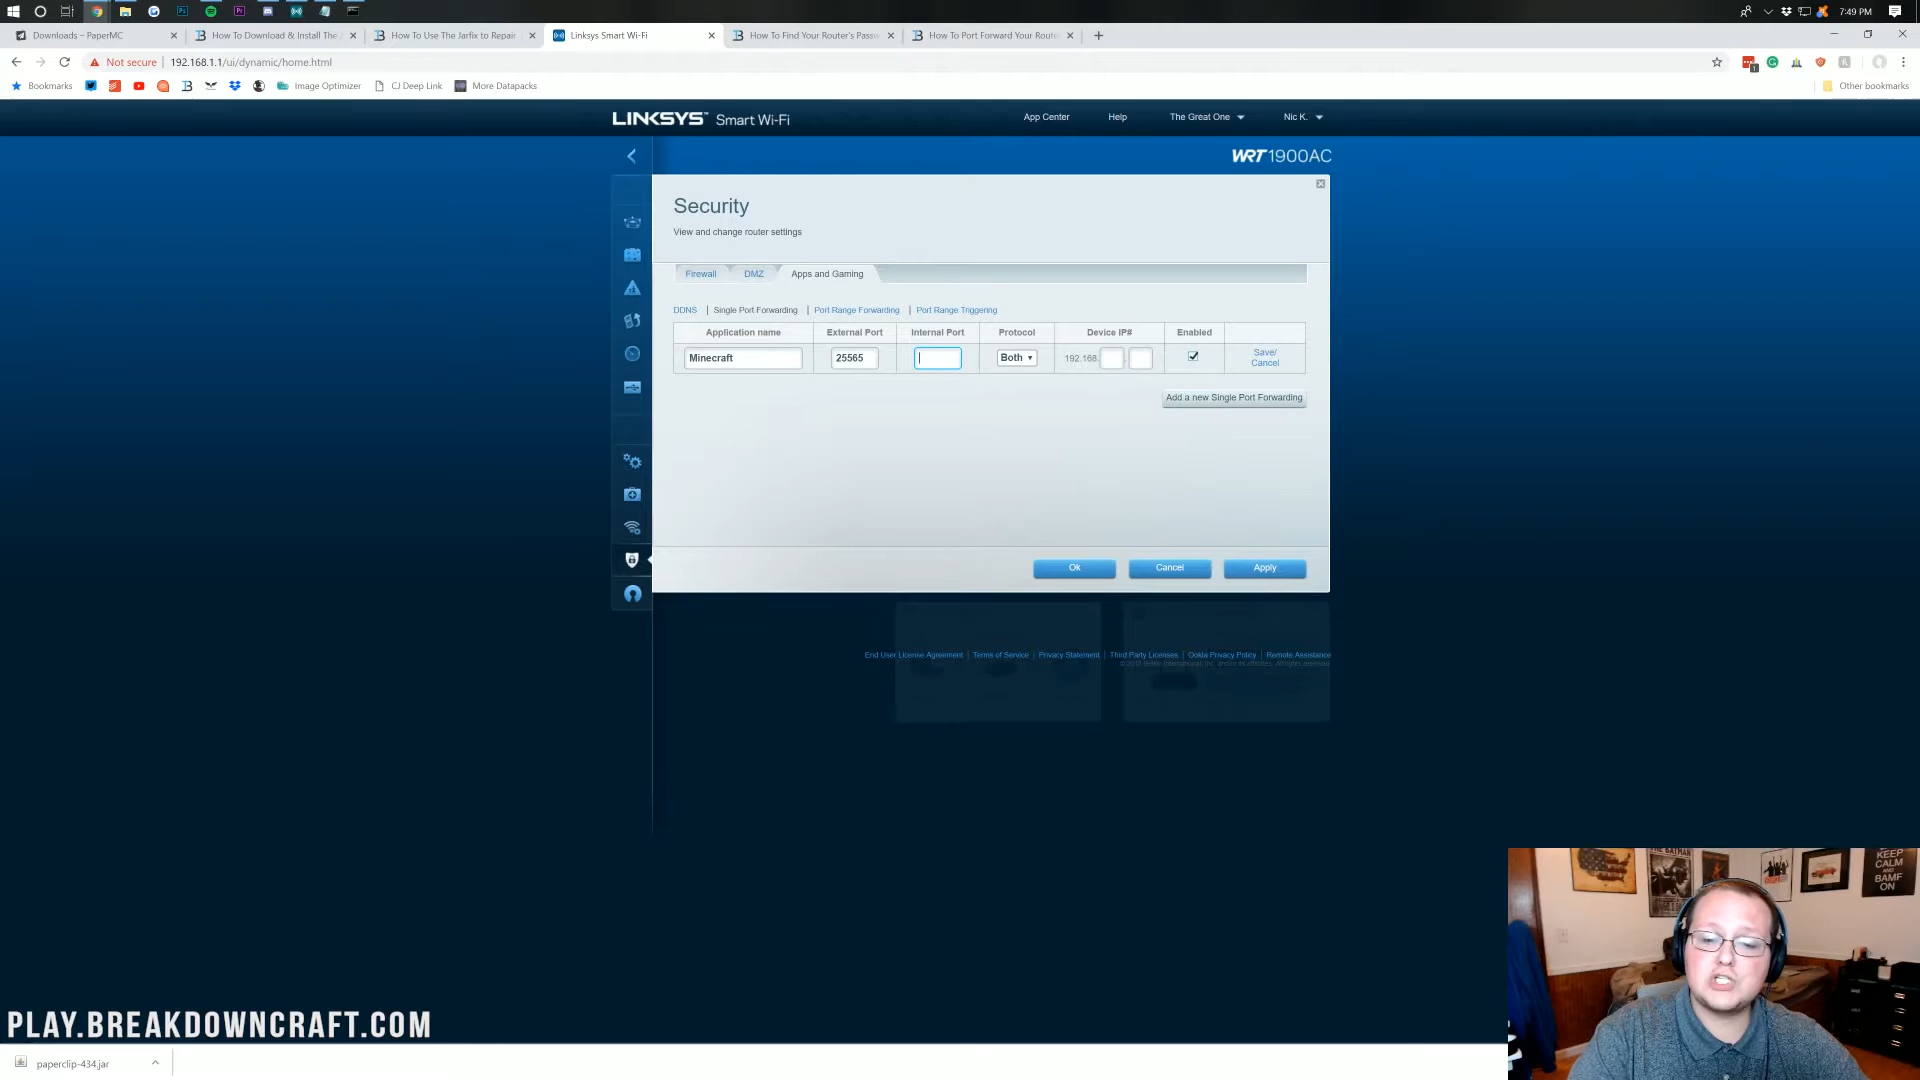 7:49 PM
Downloads – PaperMC
How To Download & Install The
How To Use The Jarfix to Repair
Linksys Smart Wi-Fi
How To Find Your Router's Passw
How To Port Forward Your Route
Not secure | 192.168.1.1/ui/dynamic/home.html
Bookmarks
Image Optimizer
CJ Deep Link
More Datapacks
Other bookmarks
LINKSYS Smart Wi-Fi
App Center
Help
The Great One
Nic K.
WRT1900AC
Security
View and change router settings
Firewall
DMZ
Apps and Gaming
DDNS | Single Port Forwarding | Port Range Forwarding | Port Range Triggering
Application name External Port Internal Port Protocol Device IP# Enabled
Minecraft 25565 Both 192.168. Save/
Cancel
Add a new Single Port Forwarding
Ok
Cancel
Apply
End User License Agreement | Terms of Service | Privacy Statement | Third Party Licenses | Ookla Privacy Policy | Remote Assistance
KEEP
CALM
AND
BAMF
ON
PLAY.BREAKDOWNCRAFT.COM
paperclip-434.jar